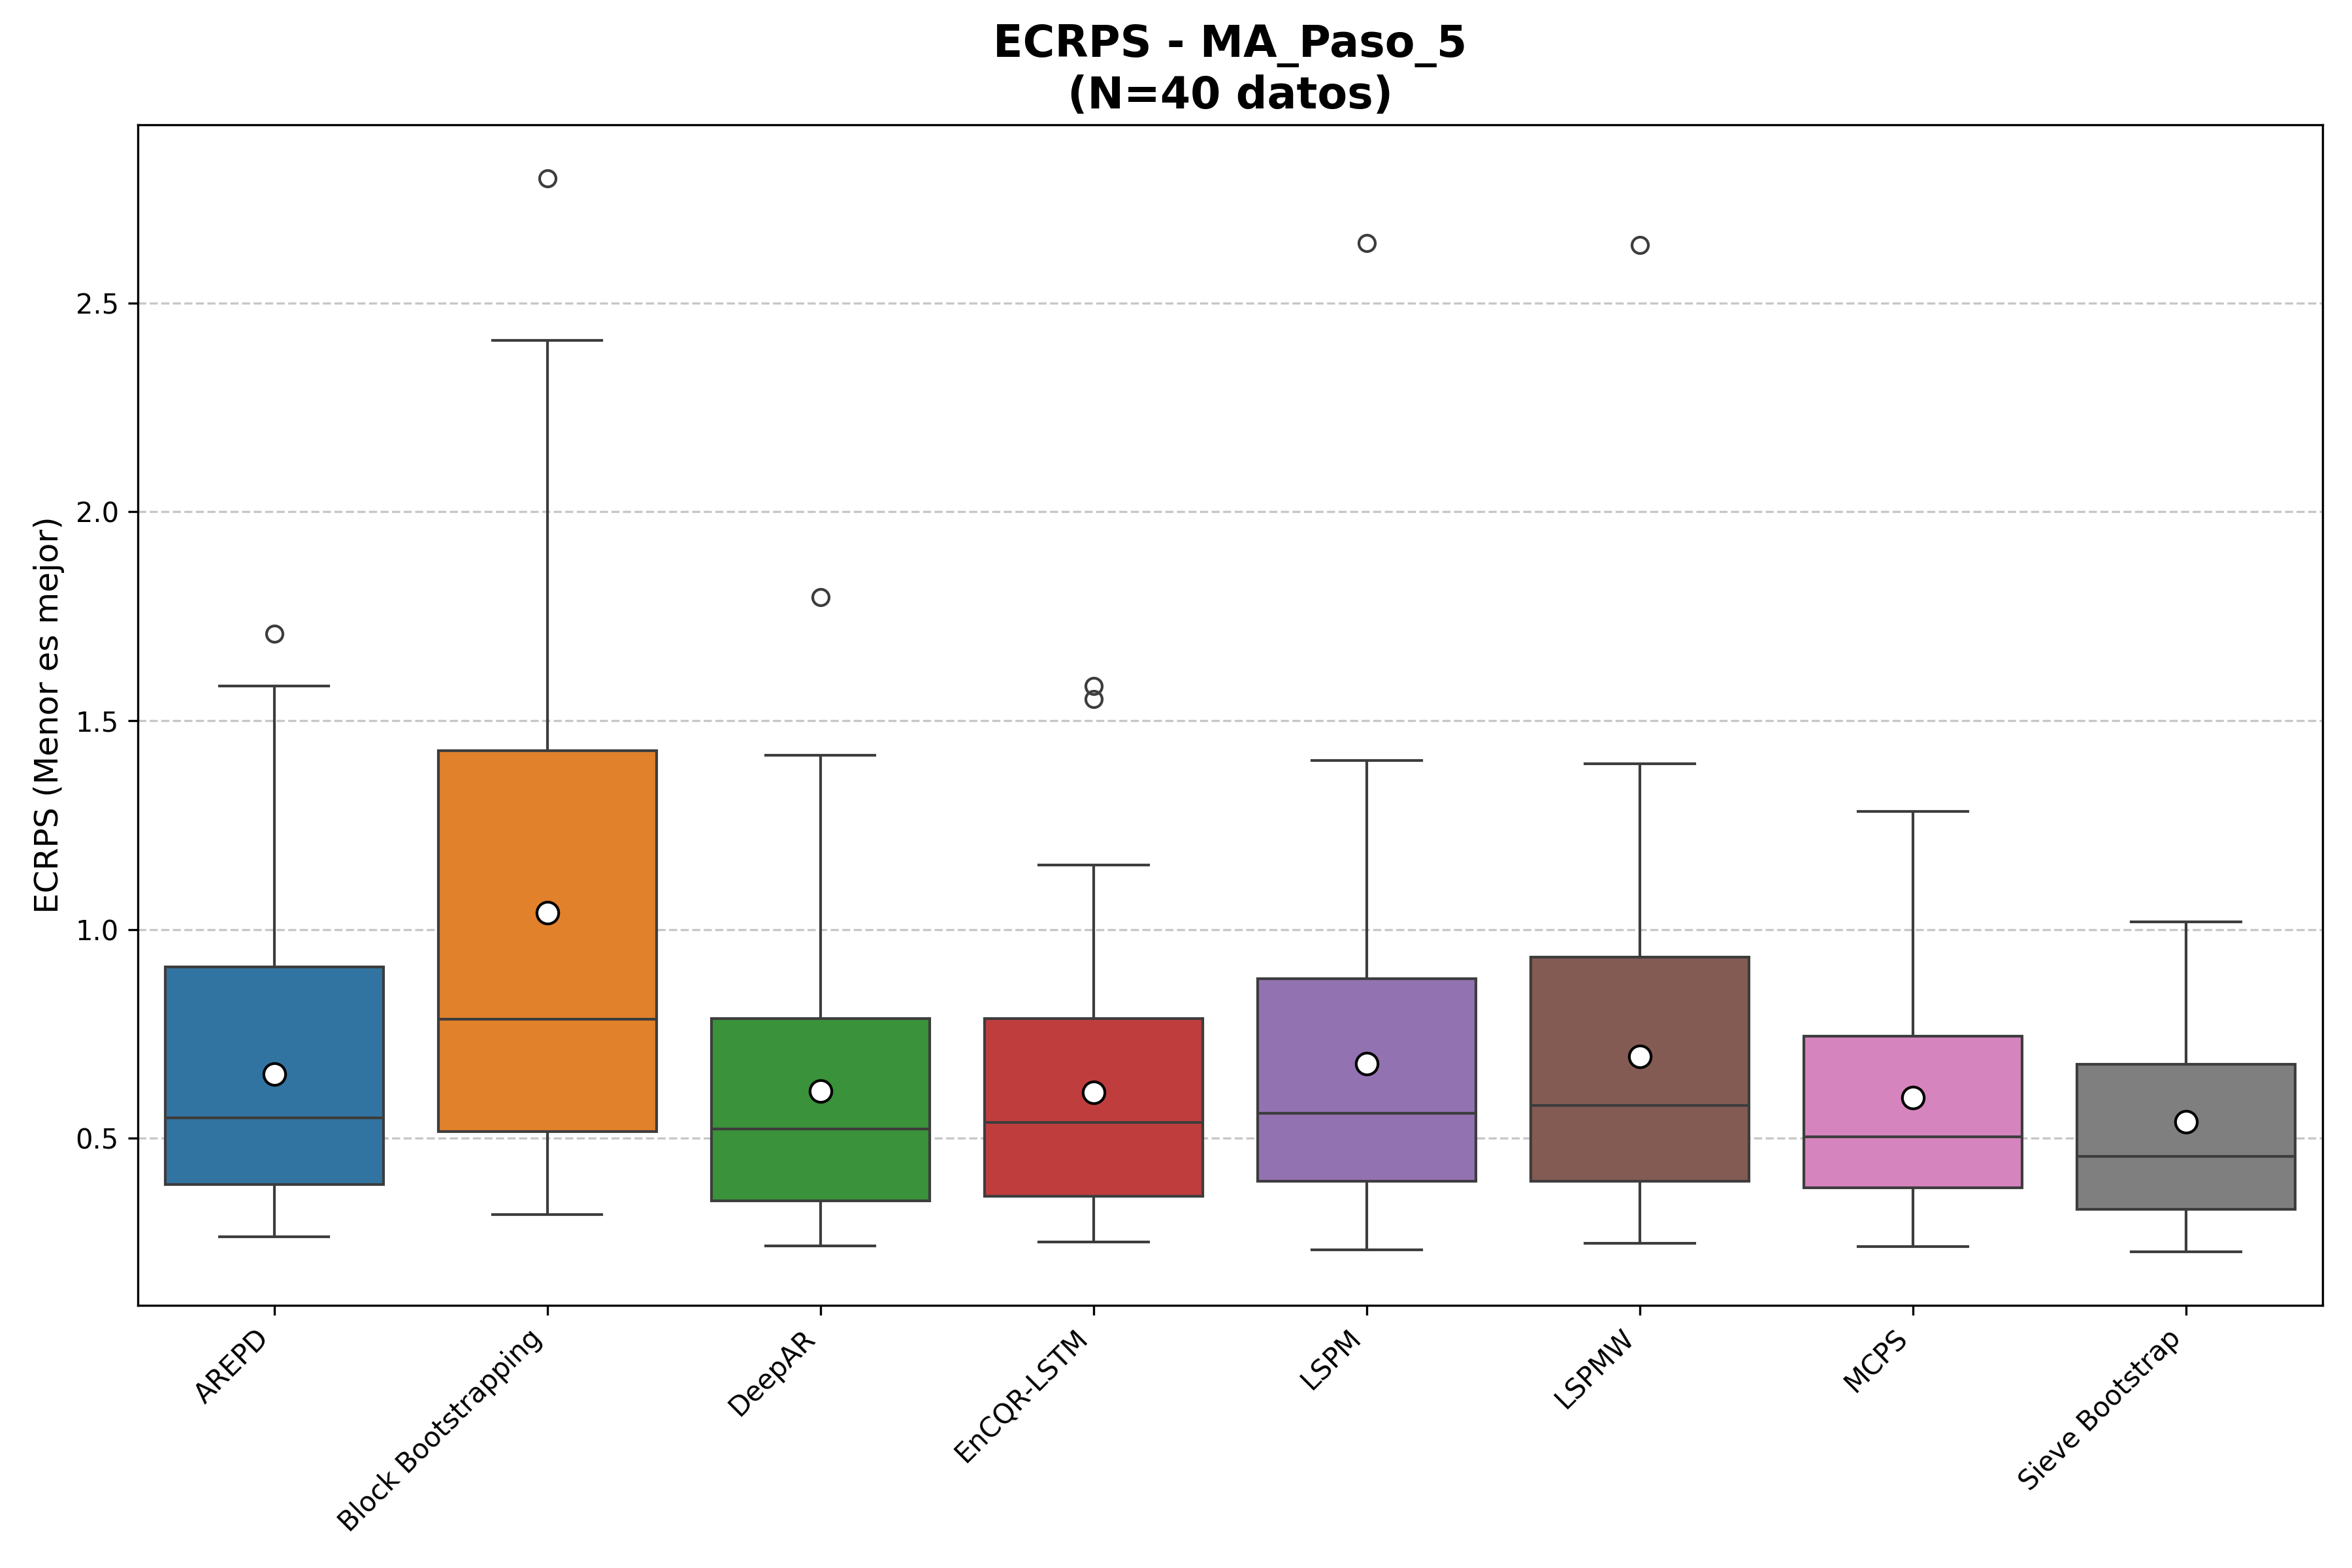 ECRPS - MA_Paso_5
(N=40 datos)
ECRPS (Menor es mejor)
2.5
2.0
1.5
1.0
0.5
AREPD
Block Bootstrapping
DeepAR
EnCQR-LSTM
LSPM
LSPMW
MCPS
Sieve Bootstrap